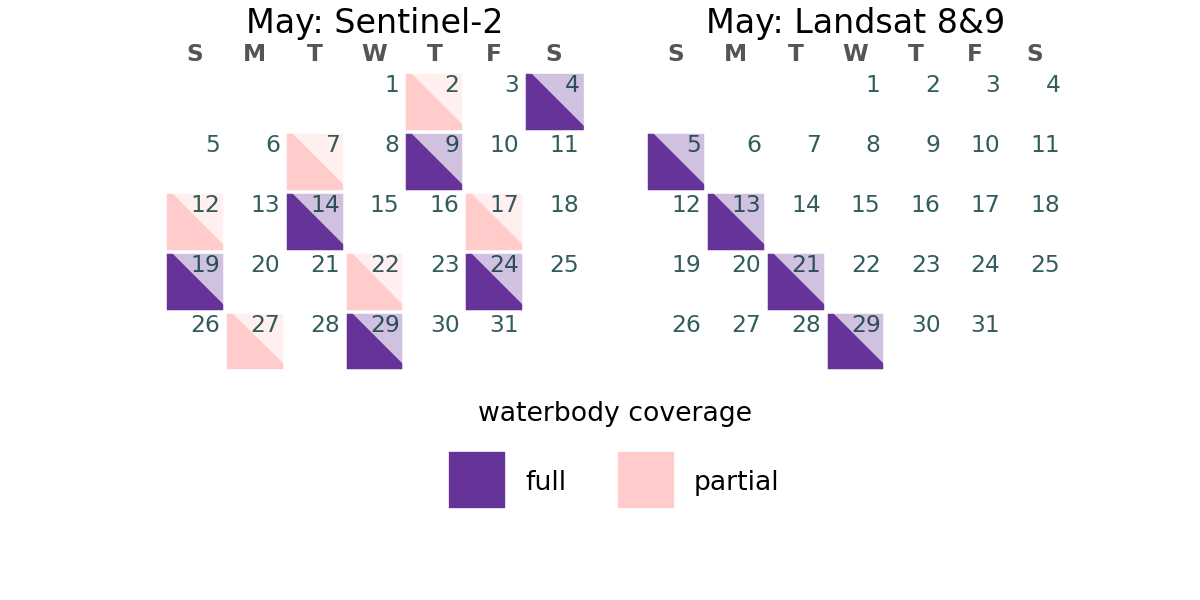 May: Sentinel-2
S M T W T F S
1 2 3 4
5 6 7 8 9 10 11
12 13 14 15 16 17 18
19 20 21 22 23 24 25
26 27 28 29 30 31
May: Landsat 8&9
S M T W T F S
1 2 3 4
5 6 7 8 9 10 11
12 13 14 15 16 17 18
19 20 21 22 23 24 25
26 27 28 29 30 31
waterbody coverage
full partial